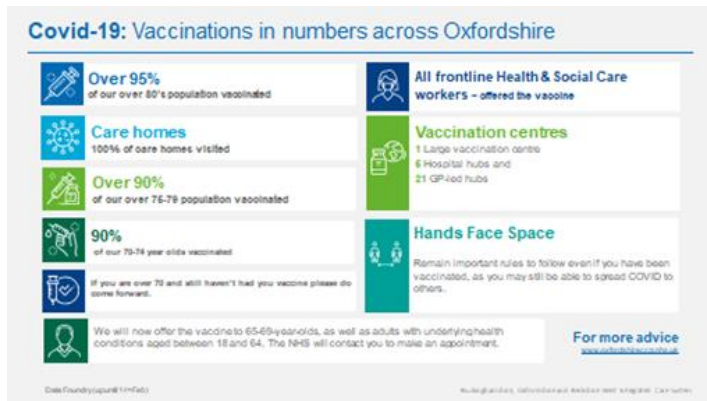 Covid-19: Vaccinations in numbers across Oxfordshire
Over 95%
of our over 80's population vaccinated
Care homes
100% of care homes visited
Over 90%
of our over 75-79 population vaccinated
90%
of our 70-74 year olds vaccinated
If you are over 70 and still haven't had you vaccine please do
come forward.
We will now offer the vaccine to 65-69-year-olds, as well as adults with underlying health
conditions aged between 18 and 64. The NHS will contact you to make an appointment.
All frontline Health & Social Care
workers – offered the vaccine
Vaccination centres
1 Large vaccination centre
6 Hospital hubs and
21 GP-led hubs
Hands Face Space
Remain important rules to follow even if you have been
vaccinated, as you may still be able to spread COVID to
others.
For more advice
Data Foundry